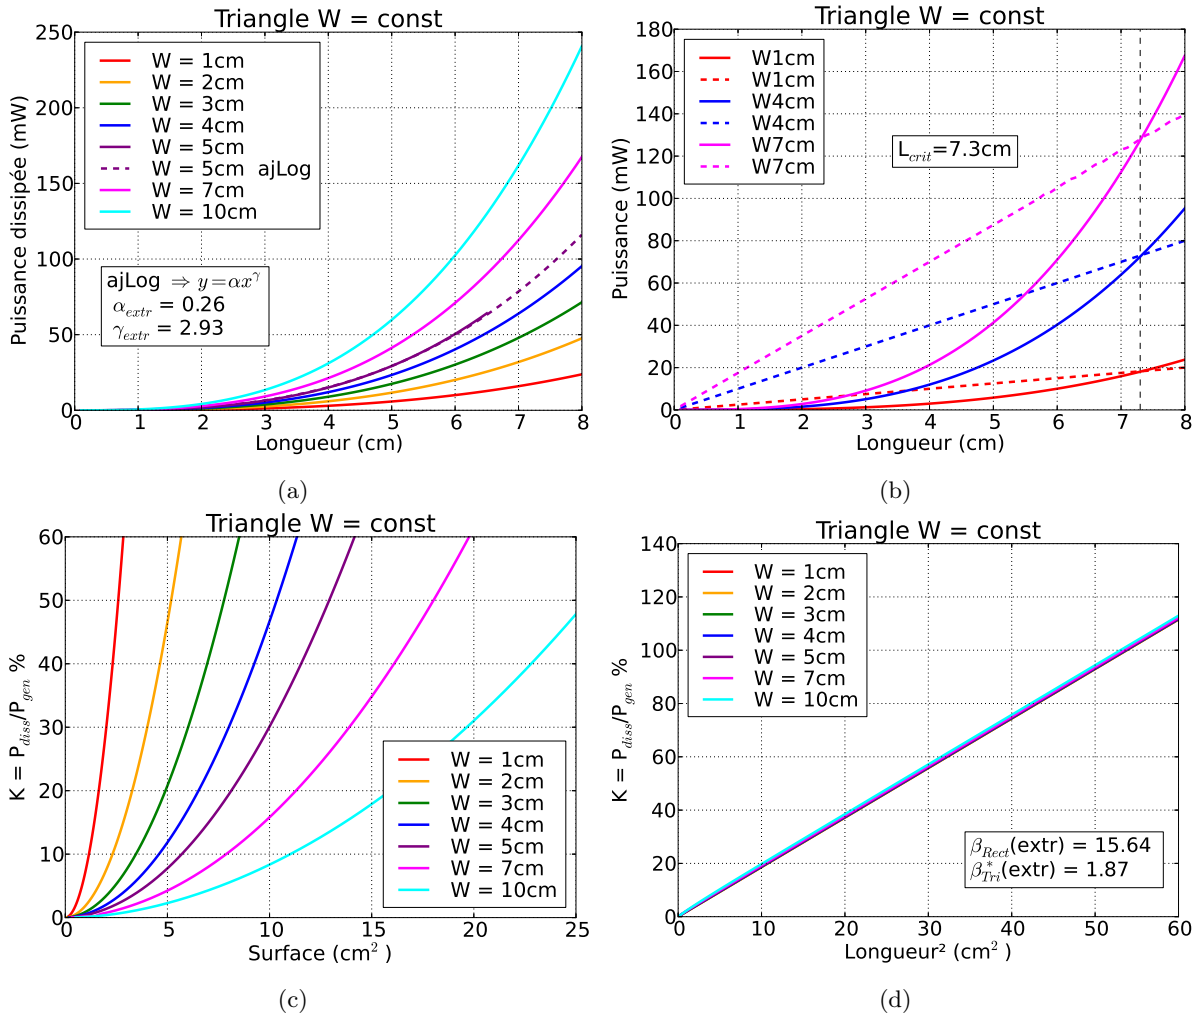 Triangle W = const
Puissance dissipée (mW)
250
200
150
100
50
0
W = 1cm
W = 2cm
W = 3cm
W = 4cm
W = 5cm
W = 5cm ajLog
W = 7cm
W = 10cm
ajLog ⇒ y=αx^γ
α_extr = 0.26
γ_extr = 2.93
0 1 2 3 4 5 6 7 8
Longueur (cm)
(a)
Triangle W = const
Puissance (mW)
180
160
140
120
100
80
60
40
20
0
W1cm
W1cm
W4cm
W4cm
W7cm
W7cm
L_crit=7.3cm
0 1 2 3 4 5 6 7 8
Longueur (cm)
(b)
Triangle W = const
K = P_diss/P_gen %
60
50
40
30
20
10
0
W = 1cm
W = 2cm
W = 3cm
W = 4cm
W = 5cm
W = 7cm
W = 10cm
0 5 10 15 20 25
Surface (cm²)
(c)
Triangle W = const
K = P_diss/P_gen %
140
120
100
80
60
40
20
0
W = 1cm
W = 2cm
W = 3cm
W = 4cm
W = 5cm
W = 7cm
W = 10cm
β_Rect(extr) = 15.64
β*_Tri(extr) = 1.87
0 10 20 30 40 50 60
Longueur² (cm²)
(d)